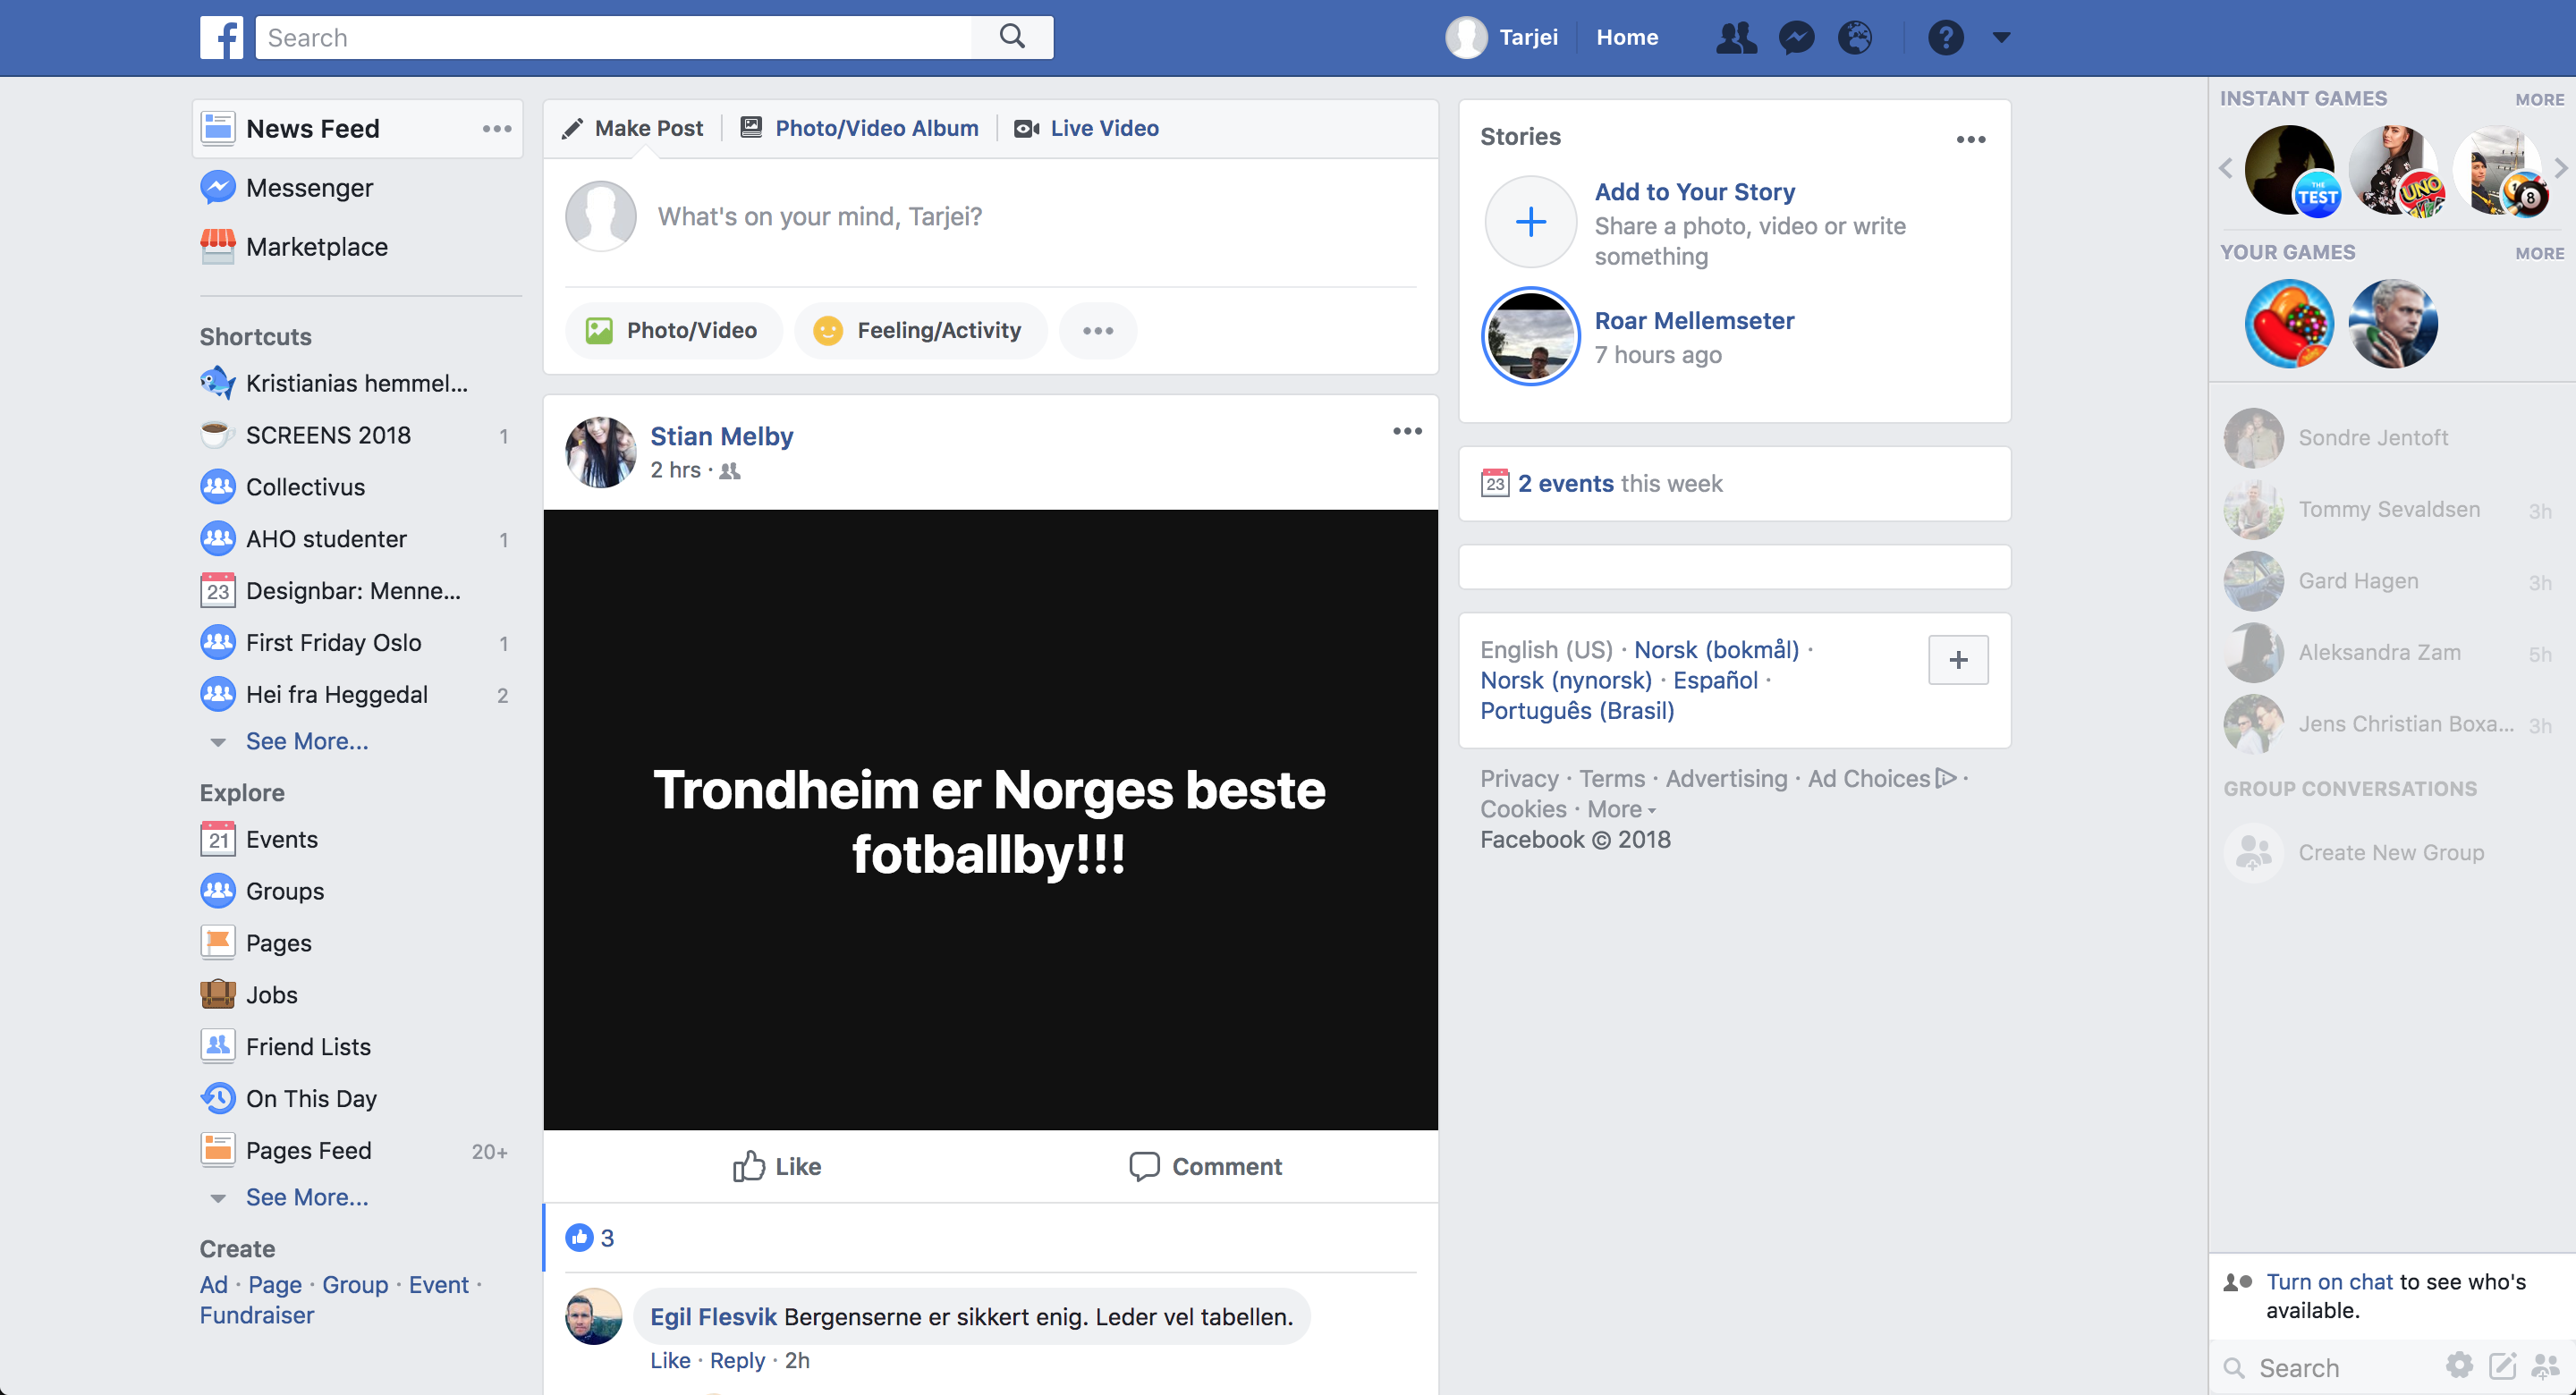 Search
Tarjei
Home
News Feed
Messenger
Marketplace
Shortcuts
Kristianias hemmel...
SCREENS 2018 1
Collectivus
AHO studenter 1
23 Designbar: Menne...
First Friday Oslo 1
Hei fra Heggedal 2
See More...
Explore
21 Events
Groups
Pages
Jobs
Friend Lists
On This Day
Pages Feed 20+
See More...
Create
Ad · Page · Group · Event ·
Fundraiser
Make Post
Photo/Video Album
Live Video
What's on your mind, Tarjei?
Photo/Video
Feeling/Activity
Stian Melby
2 hrs ·
Trondheim er Norges beste
fotballby!!!
Like
Comment
3
Egil Flesvik Bergenserne er sikkert enig. Leder vel tabellen.
Like · Reply · 2h
Stories
Add to Your Story
Share a photo, video or write
something
Roar Mellemseter
7 hours ago
23 2 events this week
English (US) · Norsk (bokmål) ·
Norsk (nynorsk) · Español ·
Português (Brasil)
Privacy · Terms · Advertising · Ad Choices ·
Cookies · More
Facebook © 2018
INSTANT GAMES MORE
THE
TEST
UNO
8
YOUR GAMES MORE
Sondre Jentoft
Tommy Sevaldsen 3h
Gard Hagen 3h
Aleksandra Zam 5h
Jens Christian Boxa... 3h
GROUP CONVERSATIONS
Create New Group
Turn on chat to see who's
available.
Search